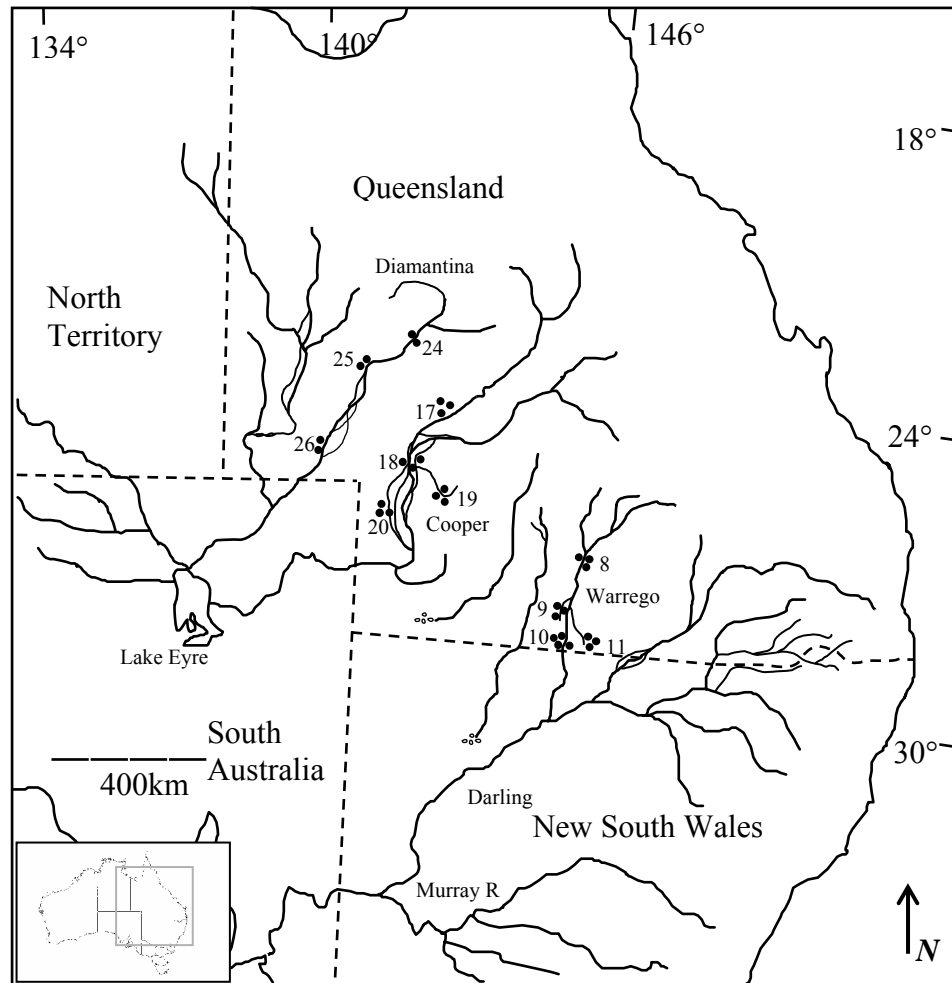 134°
140°
146°
18°
Queensland
Diamantina
North
Territory
24
25
17
26
24°
18
19
20
Cooper
8
Warrego
9
10
11
Lake Eyre
South
Australia
30°
400km
Darling
New South Wales
Murray R
N